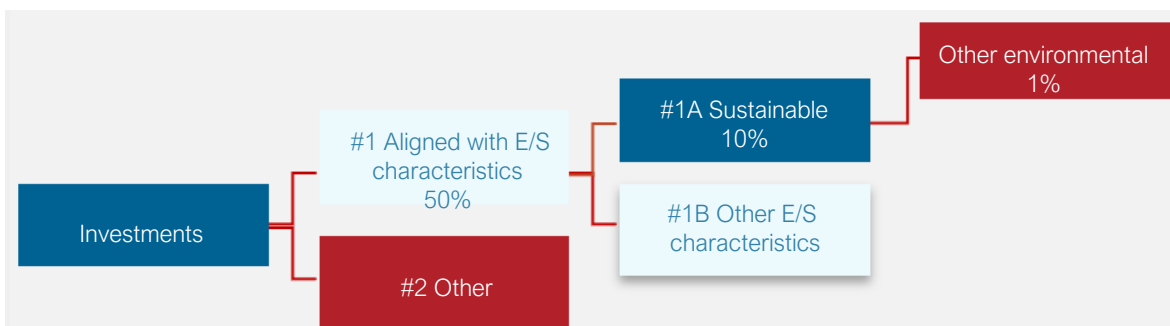 Other environmental
1%
#1A Sustainable
10%
#1 Aligned with E/S
characteristics
50%
#1B Other E/S
characteristics
Investments
#2 Other